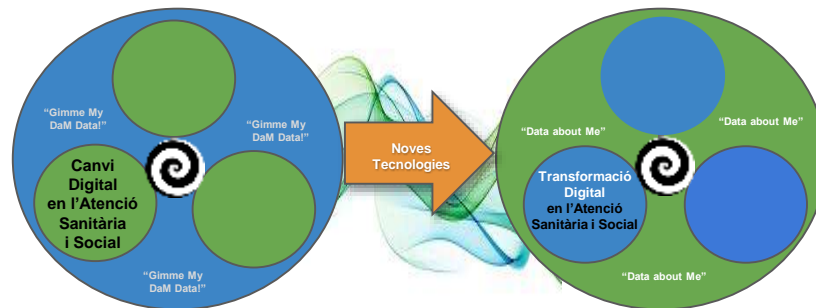 “Gimme My
DaM Data!”
“Gimme My
DaM Data!”
Canvi
Digital
en l’Atenció
Sanitària
i Social
“Gimme My
DaM Data!”
Noves
Tecnologies
“Data about Me”
“Data about Me”
Transformació
Digital
en l’Atenció
Sanitària i Social
“Data about Me”